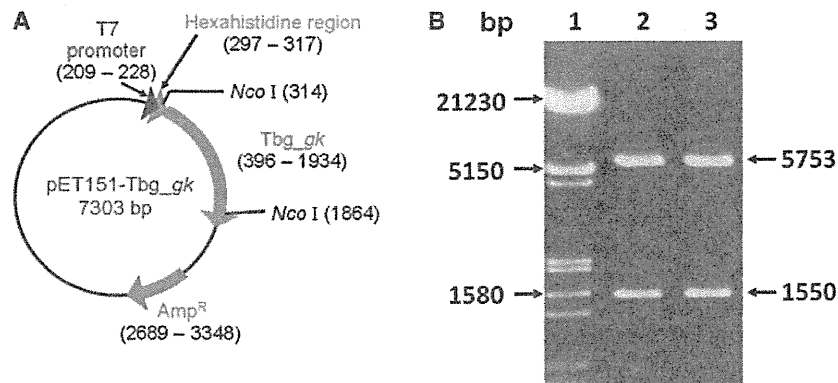 A
T7
promoter
(209 – 228)
Hexahistidine region
(297 – 317)
Nco I (314)
Tbg_gk
(396 – 1934)
pET151-Tbg_gk
7303 bp
Nco I (1864)
Amp^R
(2689 – 3348)
B bp 1 2 3
21230
5150
5753
1580
1550